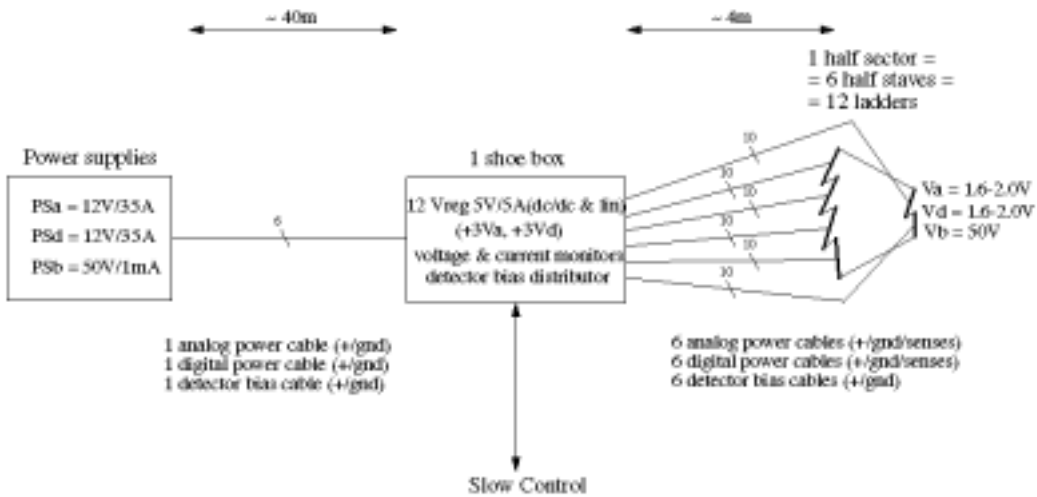 ~ 40m
~ 4m
1 half sector =
= 6 half staves =
= 12 ladders
Power supplies
1 shoe box
PSa = 12V/35A
PSd = 12V/35A
PSb = 50V/1mA
6
12 Vreg 5V/5A(dc/dc & lin)
(+3Va, +3Vd)
voltage & current monitors
detector bias distributor
10
10
10
10
10
10
Va = 1.6-2.0V
Vd = 1.6-2.0V
Vb = 50V
1 analog power cable (+/gnd)
1 digital power cable (+/gnd)
1 detector bias cable (+/gnd)
6 analog power cables (+/gnd/senses)
6 digital power cables (+/gnd/senses)
6 detector bias cables (+/gnd)
Slow Control